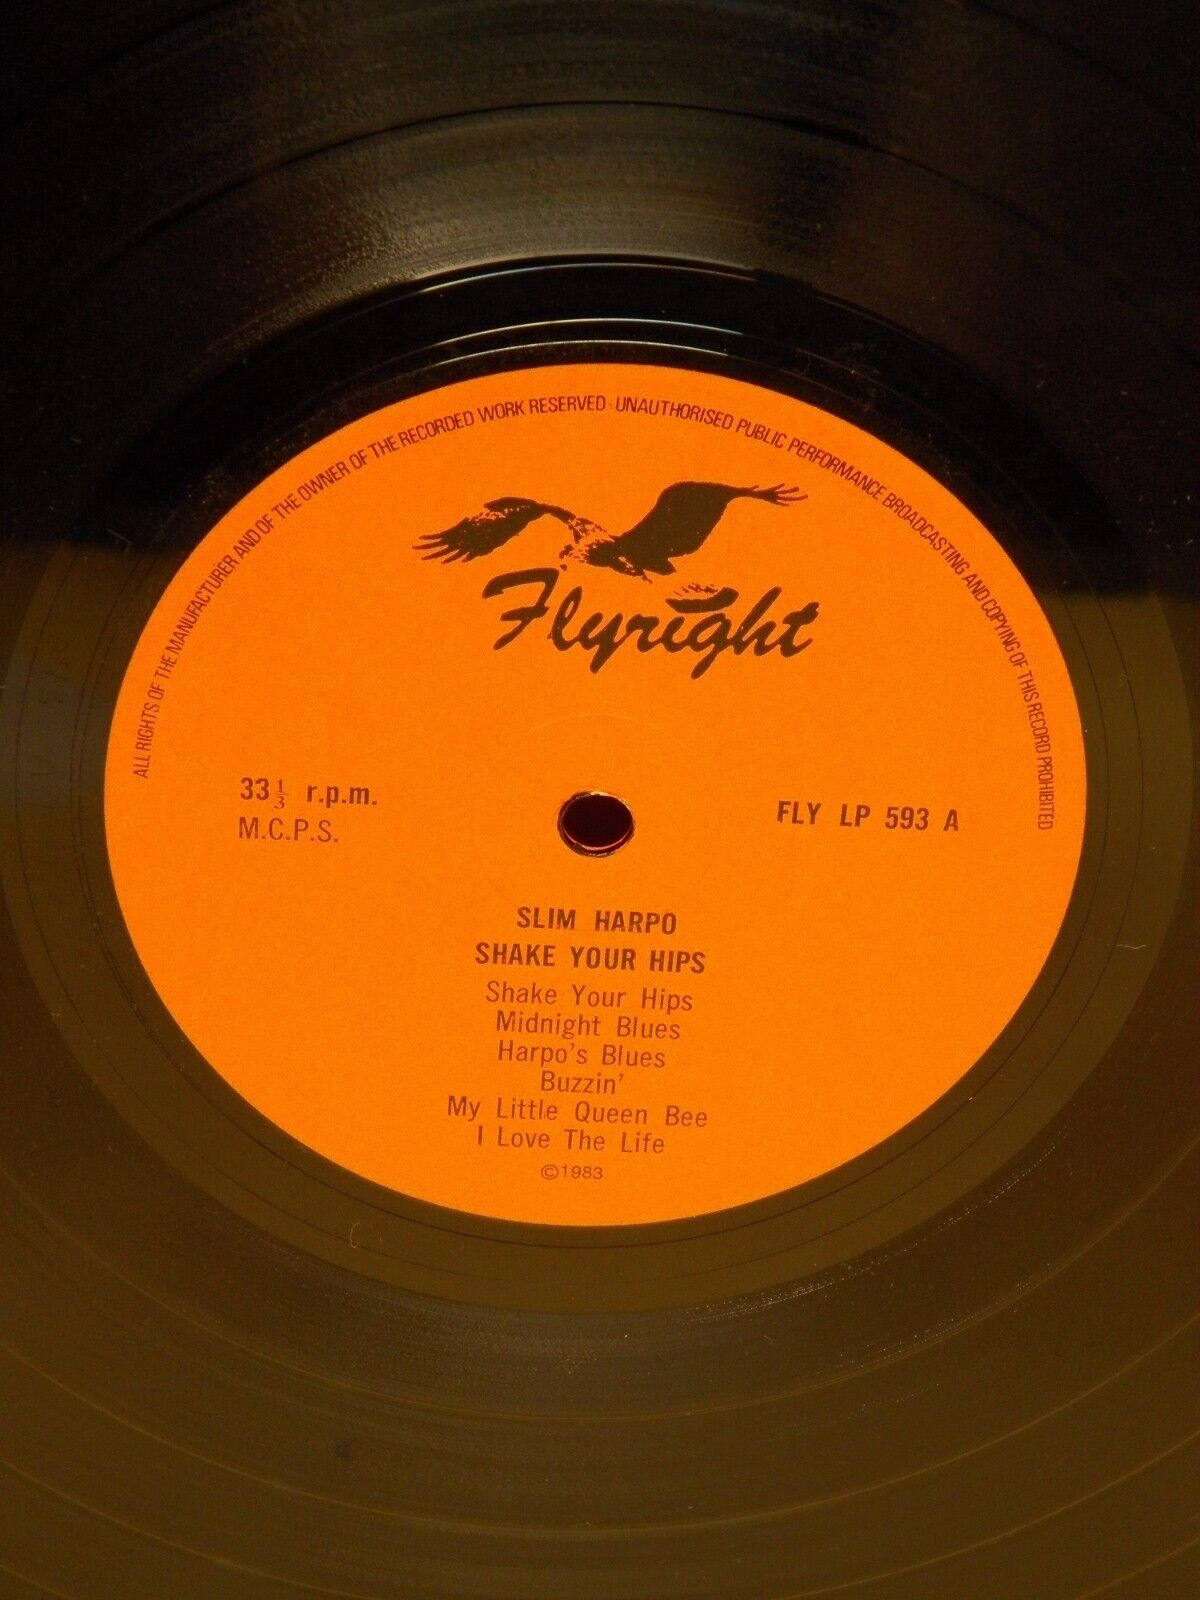 ALL RIGHTS OF THE MANUFACTURER AND OF THE OWNER OF THE RECORDED WORK RESERVED · UNAUTHORISED PUBLIC PERFORMANCE BROADCASTING AND COPYING OF THIS RECORD PROHIBITED
Flyright
33⅓ r.p.m.
M.C.P.S.
FLY LP 593 A
SLIM HARPO
SHAKE YOUR HIPS
Shake Your Hips
Midnight Blues
Harpo's Blues
Buzzin'
My Little Queen Bee
I Love The Life
©1983